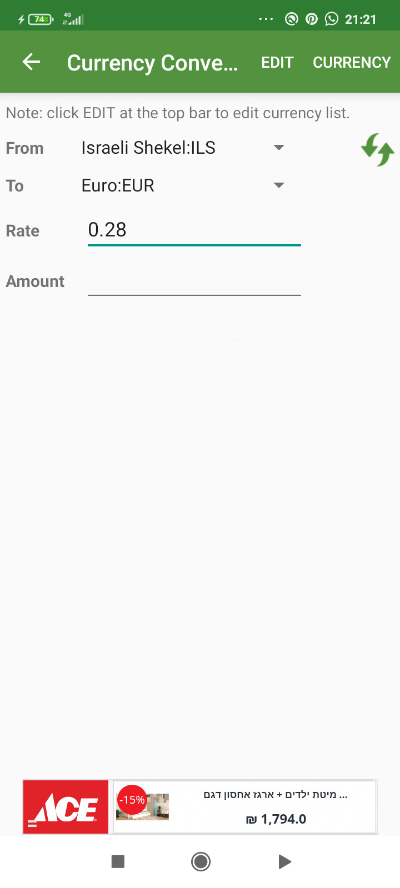 74 4G 21:21
Currency Conve... EDIT CURRENCY
Note: click EDIT at the top bar to edit currency list.
From Israeli Shekel:ILS
To Euro:EUR
Rate 0.28
Amount
ACE
-15%
מיטת ילדים + ארגז אחסון דגם ...
₪ 1,794.0